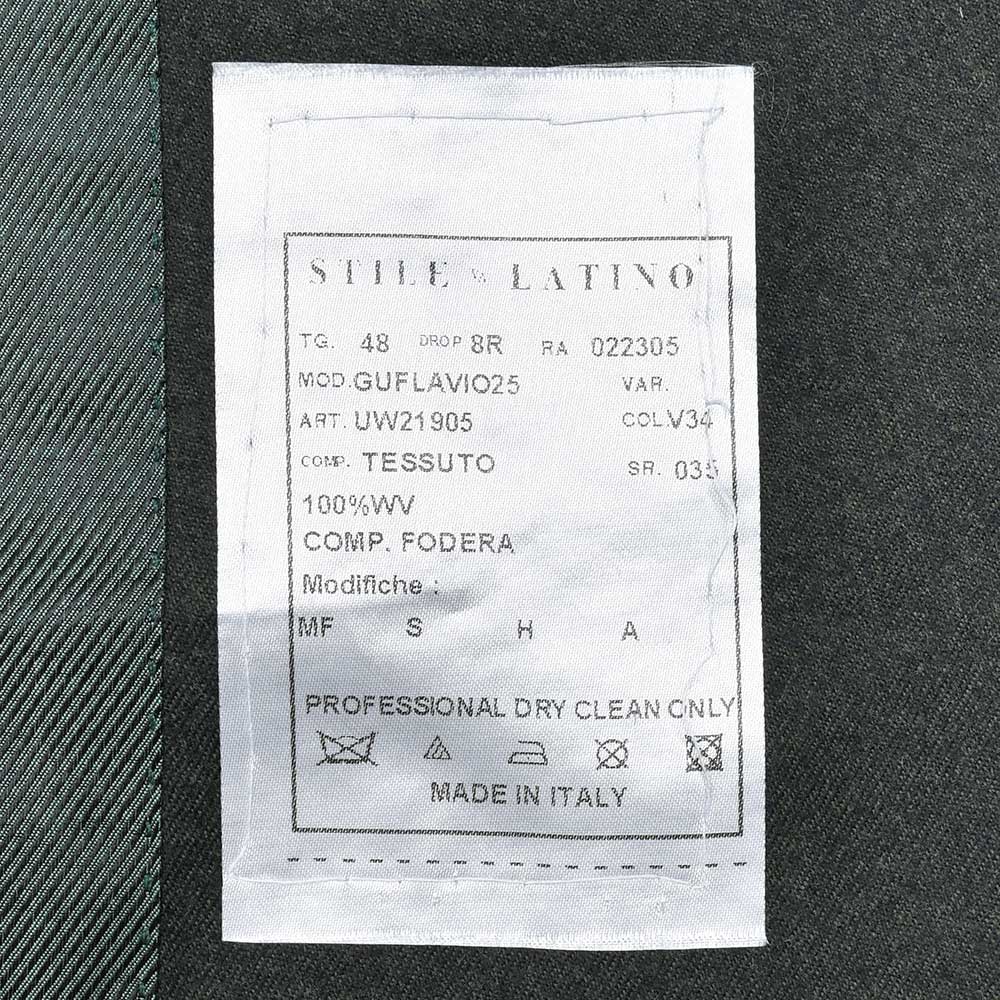 STILE LATINO
TG. 48 DROP 8R RA 022305
MOD.GUFLAVIO25 VAR.
ART. UW21905 COL.V34
COMP. TESSUTO SR. 035
100%WV
COMP. FODERA
Modifiche :
MF S H A
PROFESSIONAL DRY CLEAN ONLY
MADE IN ITALY